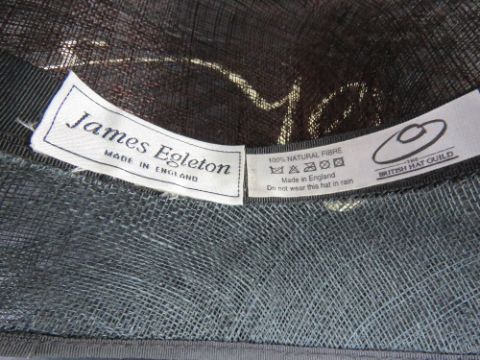 James Egleton
MADE IN ENGLAND
100% NATURAL FIBRE
Made in England
Do not wear this hat in rain
THE
BRITISH HAT GUILD